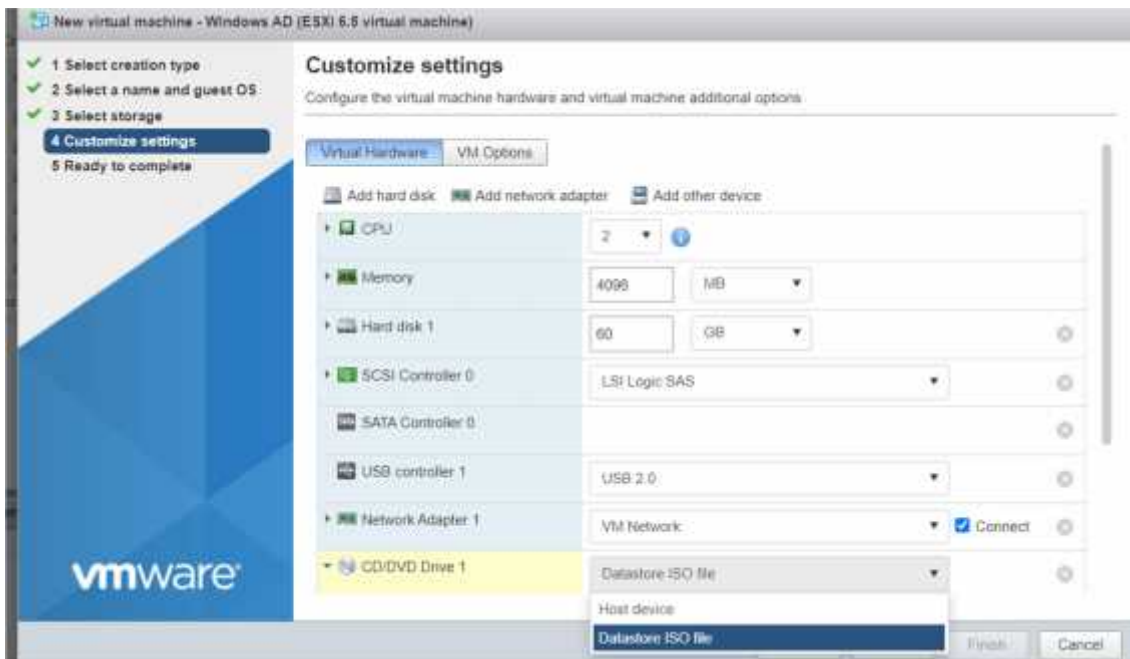 New virtual machine - Windows AD (ESXi 6.5 virtual machine)
1 Select creation type
2 Select a name and guest OS
3 Select storage
4 Customize settings
5 Ready to complete
vmware
Customize settings
Configure the virtual machine hardware and virtual machine additional options
Virtual Hardware VM Options
Add hard disk Add network adapter Add other device
CPU 2
Memory 4096 MB
Hard disk 1 60 GB
SCSI Controller 0 LSI Logic SAS
SATA Controller 0
USB controller 1 USB 2.0
Network Adapter 1 VM Network Connect
CD/DVD Drive 1 Datastore ISO file
Host device
Datastore ISO file
Finish Cancel